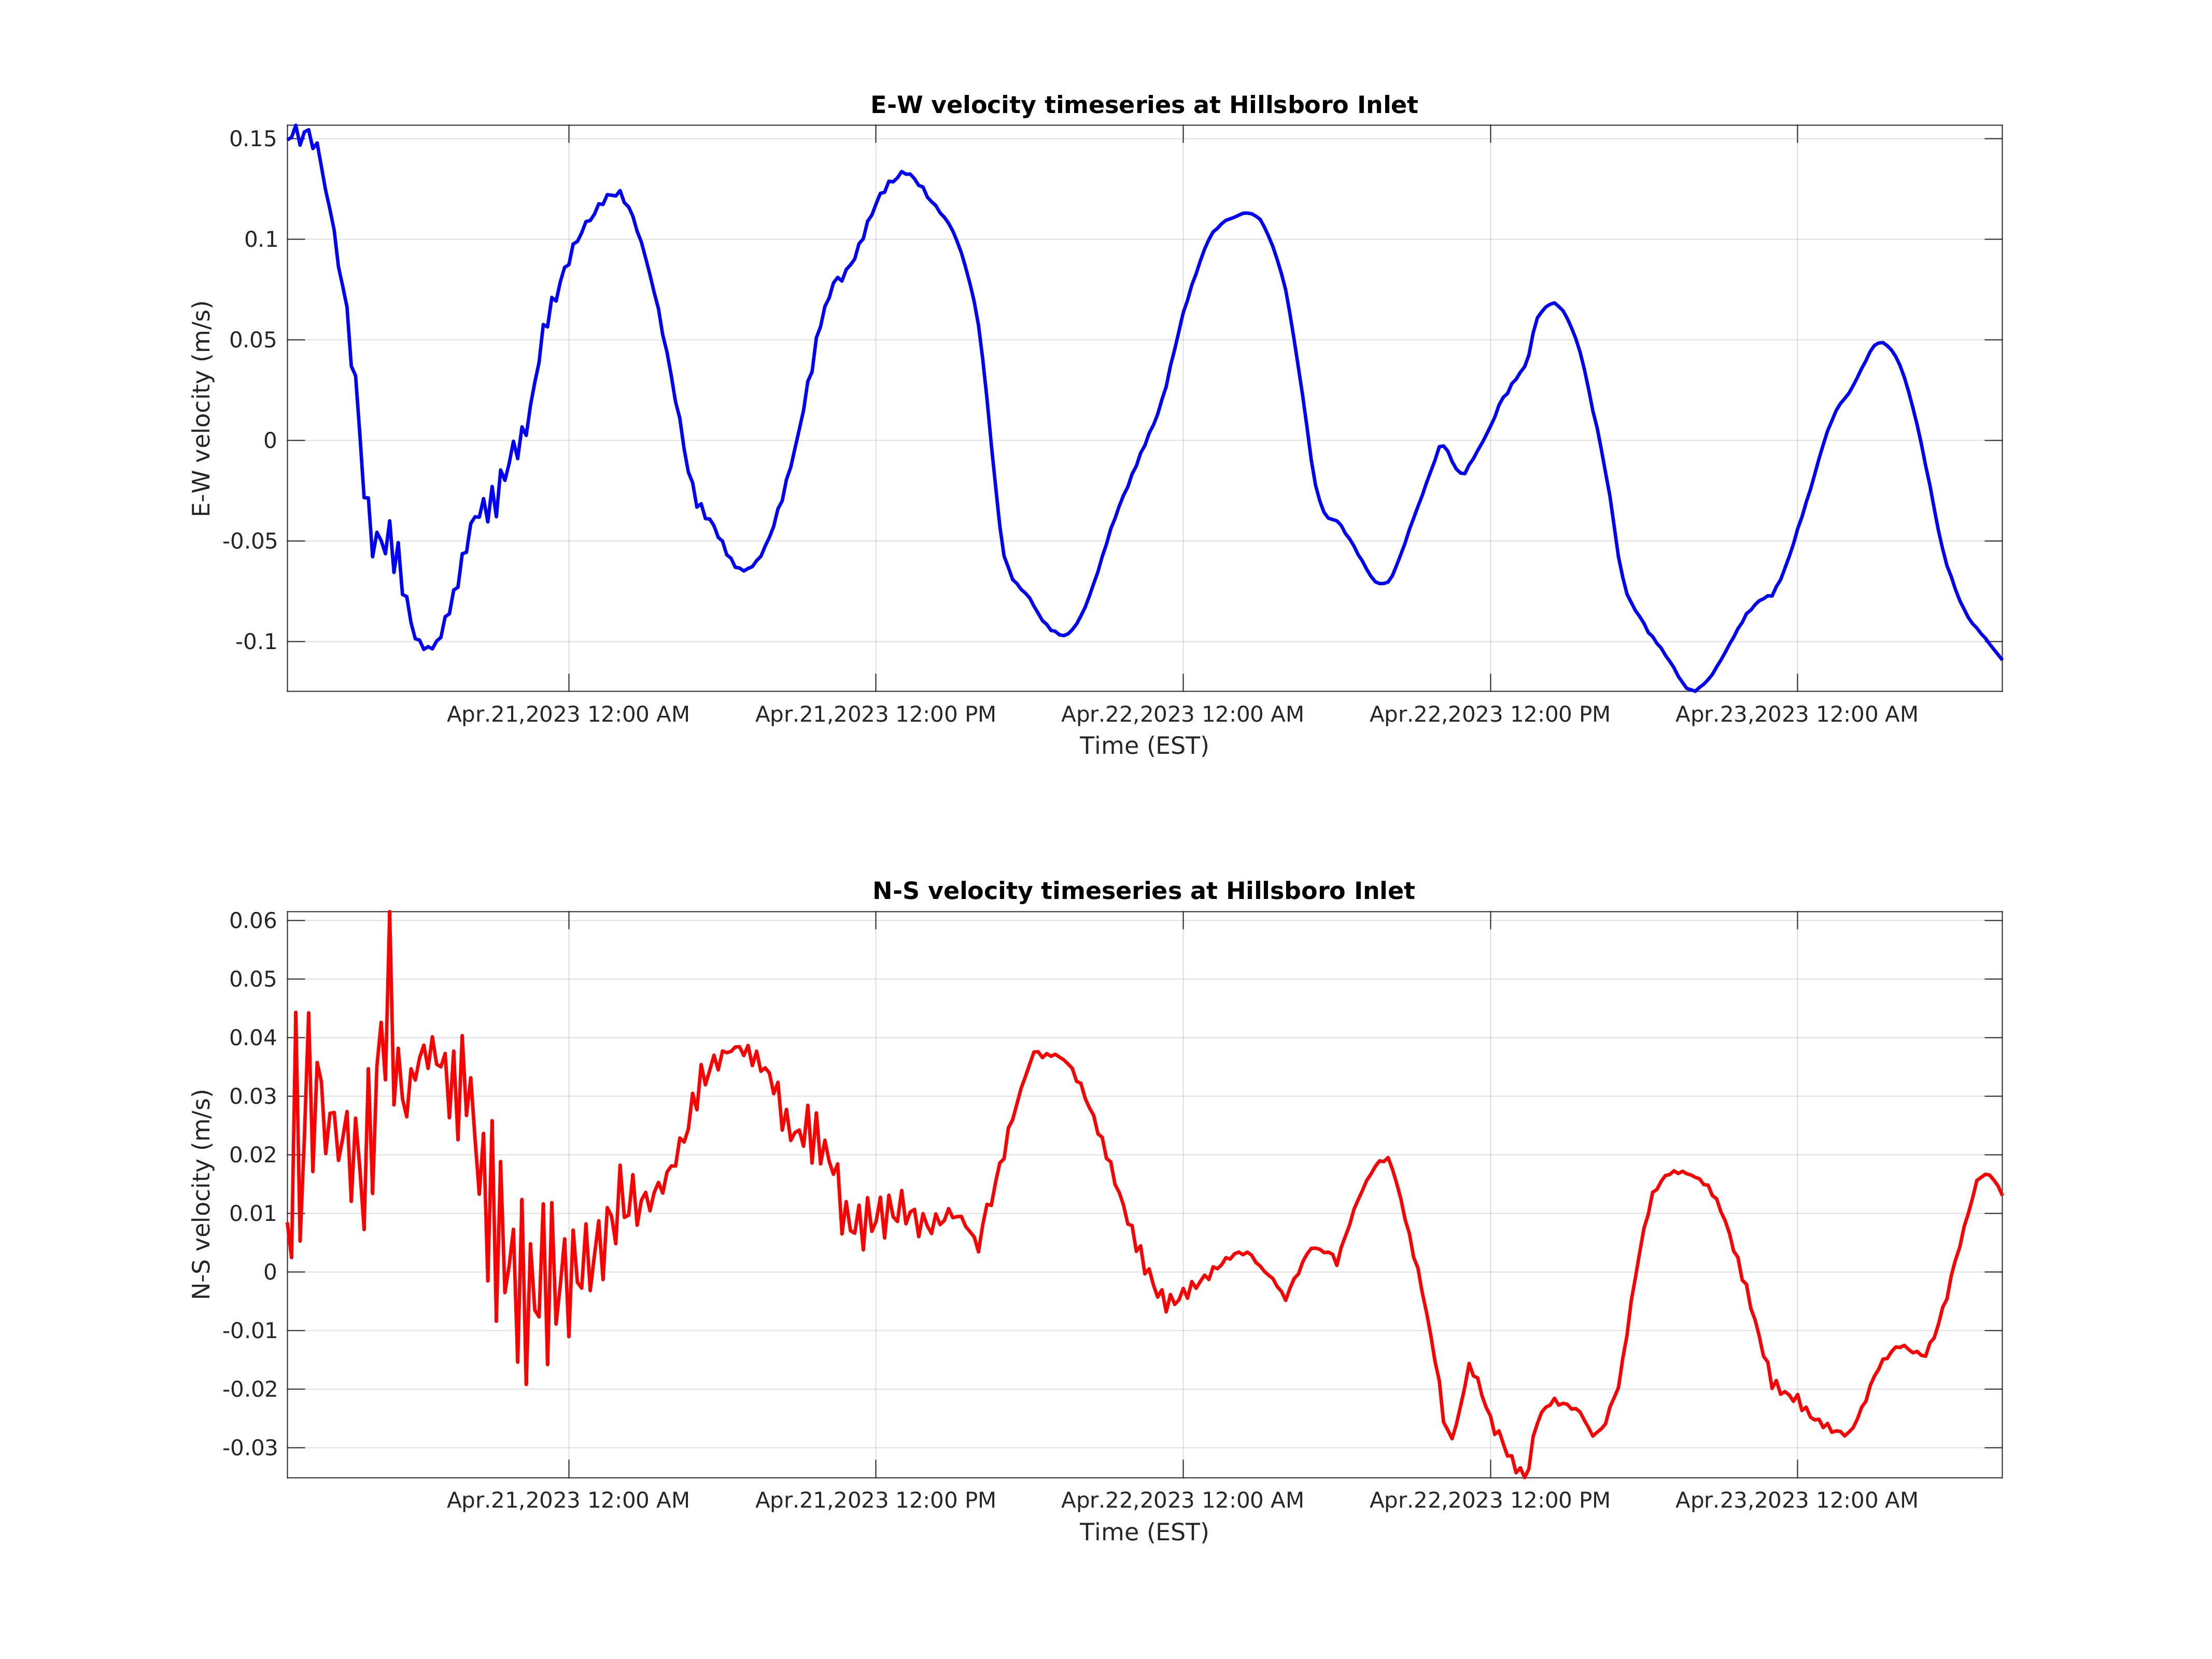 E-W velocity timeseries at Hillsboro Inlet
0.15
0.1
0.05
0
-0.05
-0.1
E-W velocity (m/s)
Apr.21,2023 12:00 AM Apr.21,2023 12:00 PM Apr.22,2023 12:00 AM Apr.22,2023 12:00 PM Apr.23,2023 12:00 AM
Time (EST)
N-S velocity timeseries at Hillsboro Inlet
0.06
0.05
0.04
0.03
0.02
0.01
0
-0.01
-0.02
-0.03
N-S velocity (m/s)
Apr.21,2023 12:00 AM Apr.21,2023 12:00 PM Apr.22,2023 12:00 AM Apr.22,2023 12:00 PM Apr.23,2023 12:00 AM
Time (EST)